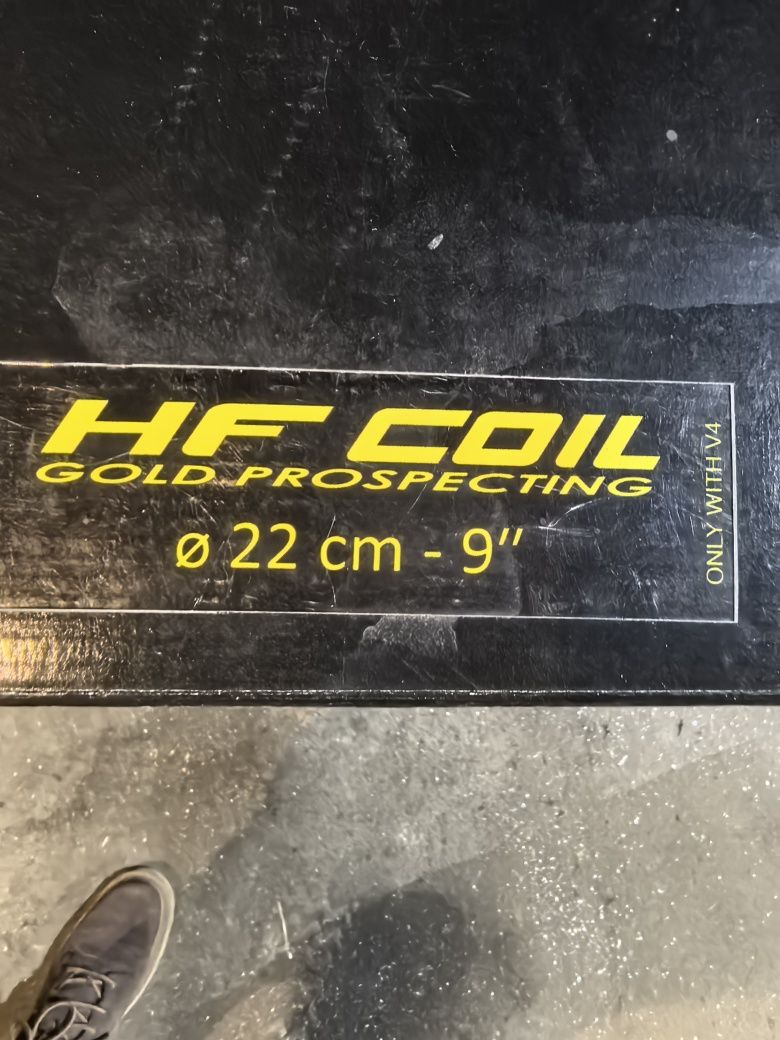 HF COIL
GOLD PROSPECTING
ø 22 cm - 9″
ONLY WITH V4